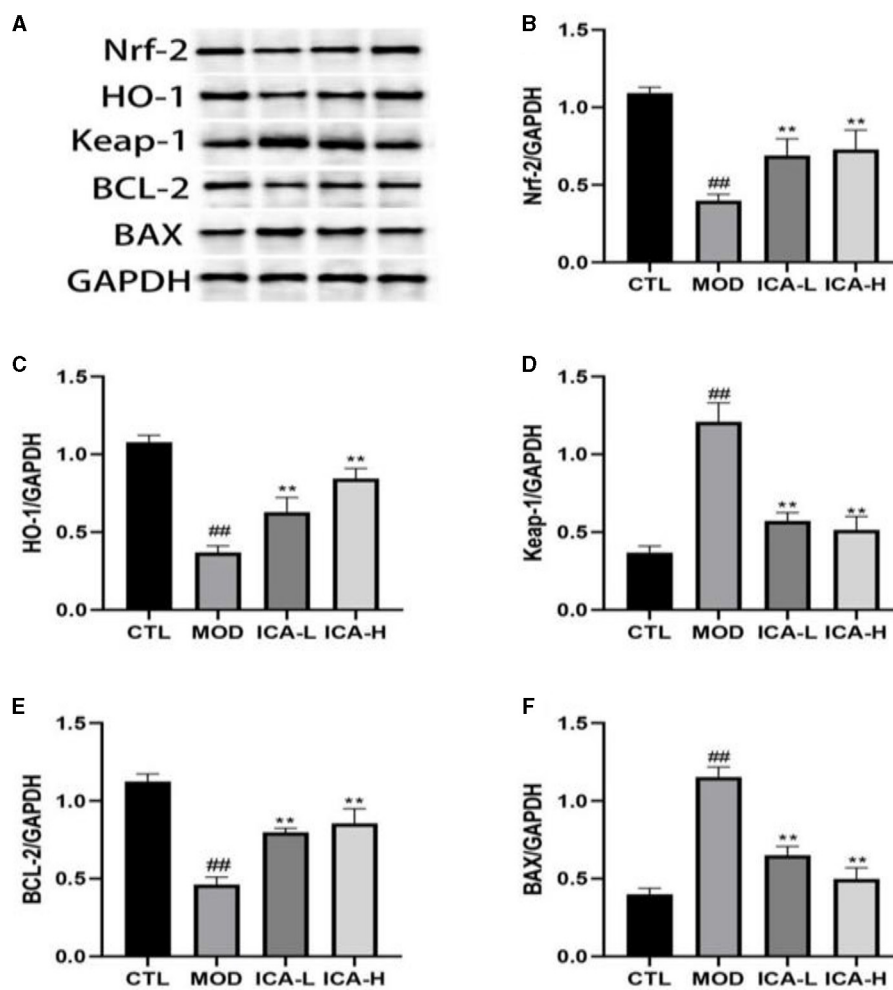 A
Nrf-2
HO-1
Keap-1
BCL-2
BAX
GAPDH
B
Nrf-2/GAPDH
1.5
1.0
0.5
0.0
##
**
**
CTL MOD ICA-L ICA-H
C
HO-1/GAPDH
1.5
1.0
0.5
0.0
##
**
**
CTL MOD ICA-L ICA-H
D
Keap-1/GAPDH
1.5
1.0
0.5
0.0
##
**
**
CTL MOD ICA-L ICA-H
E
BCL-2/GAPDH
1.5
1.0
0.5
0.0
##
**
**
CTL MOD ICA-L ICA-H
F
BAX/GAPDH
1.5
1.0
0.5
0.0
##
**
**
CTL MOD ICA-L ICA-H